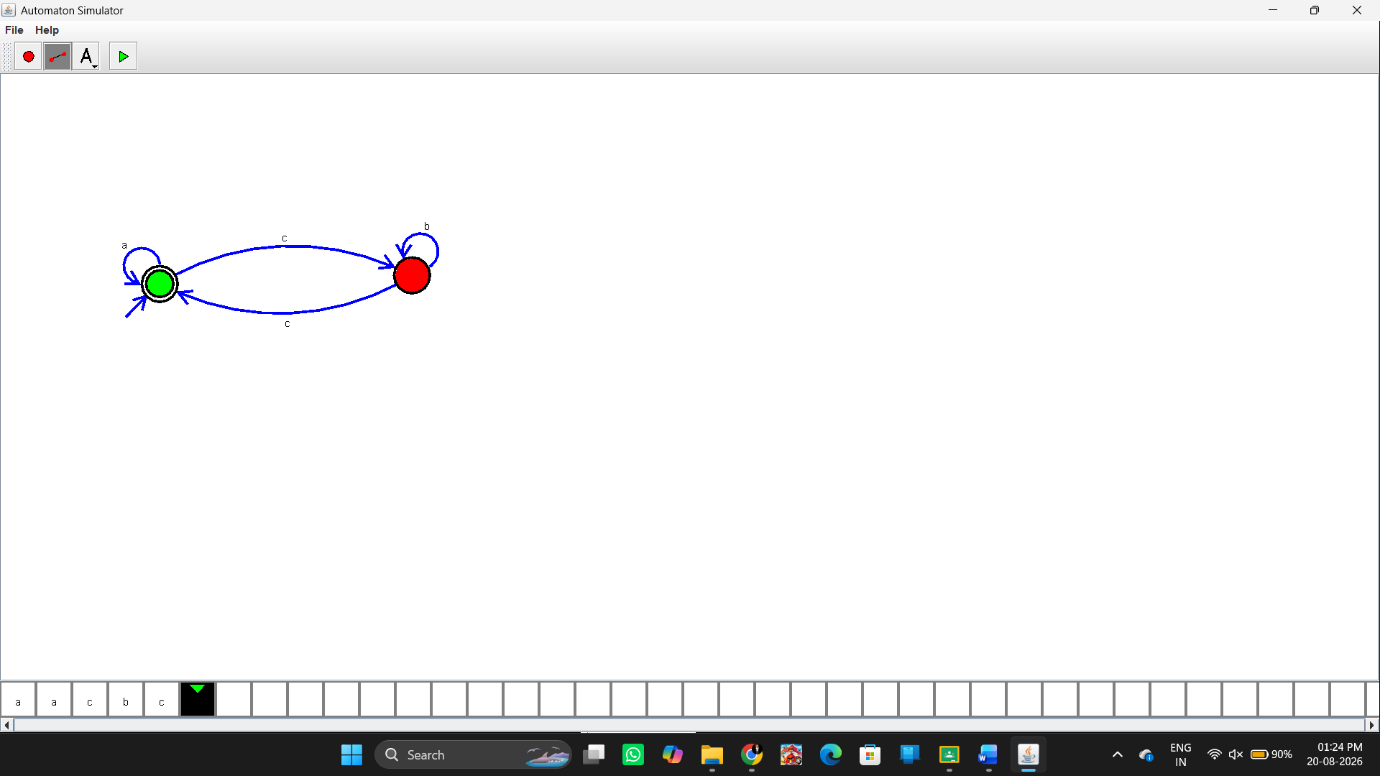 Automaton Simulator
File Help
A
a
c
b
c
a a c b c
Search
ENG
IN
90%
01:24 PM
20-08-2026